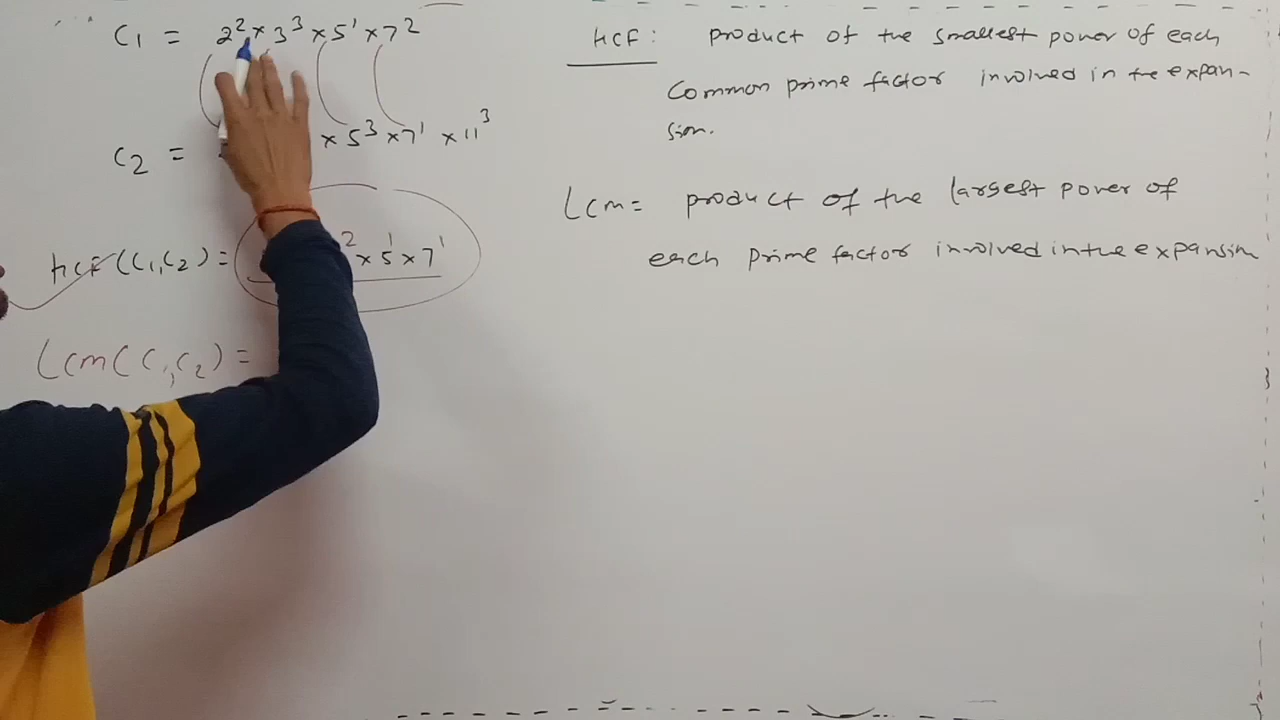 C₁ = 2² × 3³ × 5¹ × 7²
C₂ = × 5³ × 7¹ × 11³
HCF (C₁, C₂) = ² × 5¹ × 7¹
LCM (C₁, C₂) =
HCF : product of the smallest power of each
Common prime factor involved in the expan-
sion.
LCM = product of the largest power of
each prime factor involved in the expansion